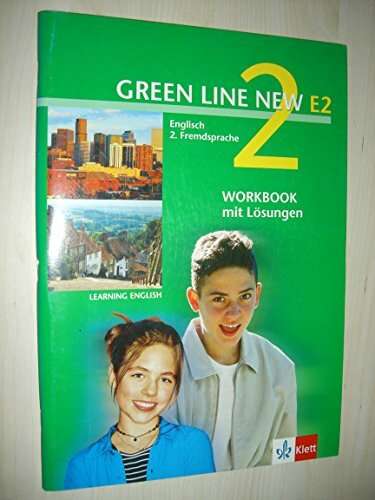 GREEN LINE NEW E2
2
Englisch
2. Fremdsprache
WORKBOOK
mit Lösungen
LEARNING ENGLISH
Klett